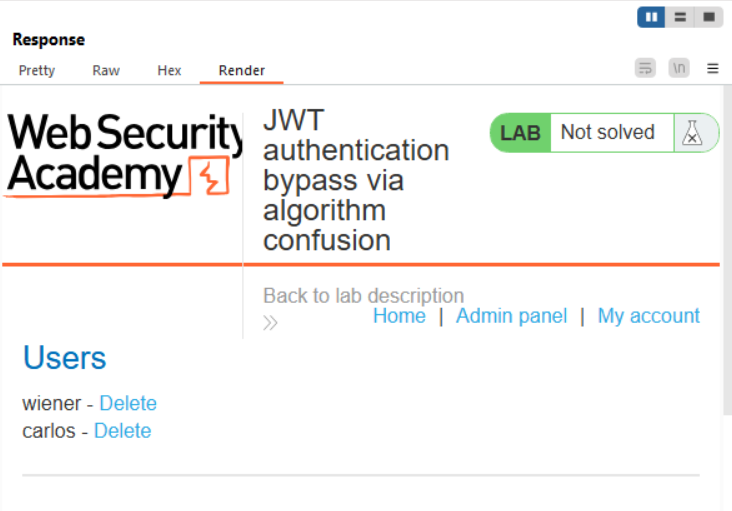 Response
Pretty Raw Hex Render
\n
Web Security
Academy
JWT
authentication
bypass via
algorithm
confusion
LAB Not solved
Back to lab description
Home | Admin panel | My account
Users
wiener - Delete
carlos - Delete